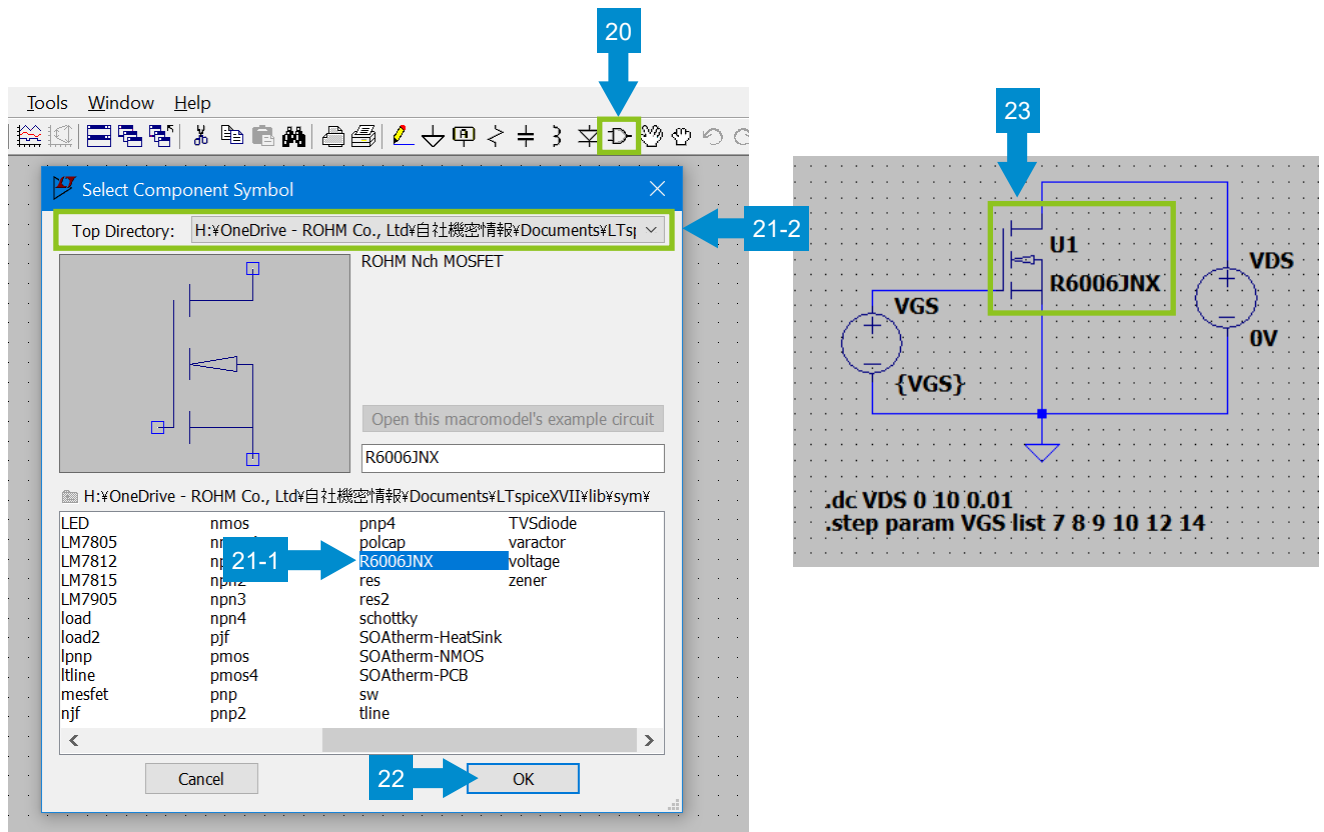 20
Tools Window Help
Select Component Symbol
21-2
Top Directory: H:¥OneDrive - ROHM Co., Ltd¥自社機密情報¥Documents¥LTsp
ROHM Nch MOSFET
Open this macromodel's example circuit
R6006JNX
H:¥OneDrive - ROHM Co., Ltd¥自社機密情報¥Documents¥LTspiceXVII¥lib¥sym¥
LED nmos pnp4 TVSdiode
LM7805 polcap varactor
LM7812 21-1 R6006JNX voltage
LM7815 npn2 res zener
LM7905 npn3 res2
load npn4 schottky
load2 pjf SOAtherm-HeatSink
lpnp pmos SOAtherm-NMOS
ltline pmos4 SOAtherm-PCB
mesfet pnp sw
njf pnp2 tline
Cancel 22 OK
23
U1
R6006JNX
VDS
0V
VGS
{VGS}
.dc VDS 0 10 0.01
.step param VGS list 7 8 9 10 12 14